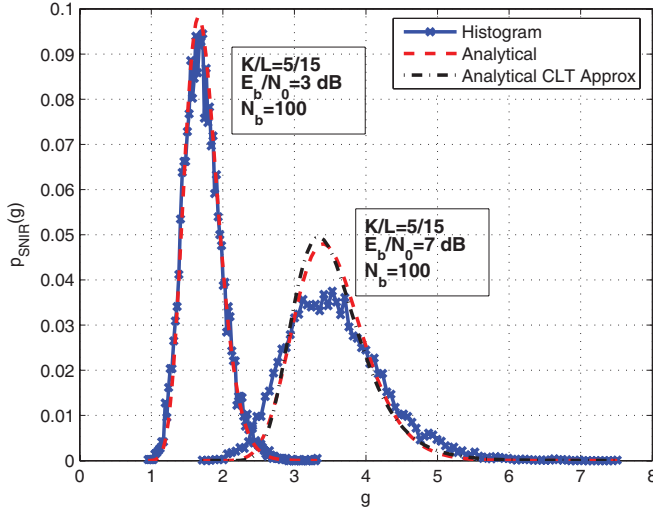 0.1
0.09
0.08
0.07
0.06
0.05
0.04
0.03
0.02
0.01
0
p_SNIR(g)
Histogram
Analytical
Analytical CLT Approx
K/L=5/15
E_b/N_0=3 dB
N_b=100
K/L=5/15
E_b/N_0=7 dB
N_b=100
0 1 2 3 4 5 6 7 8
g